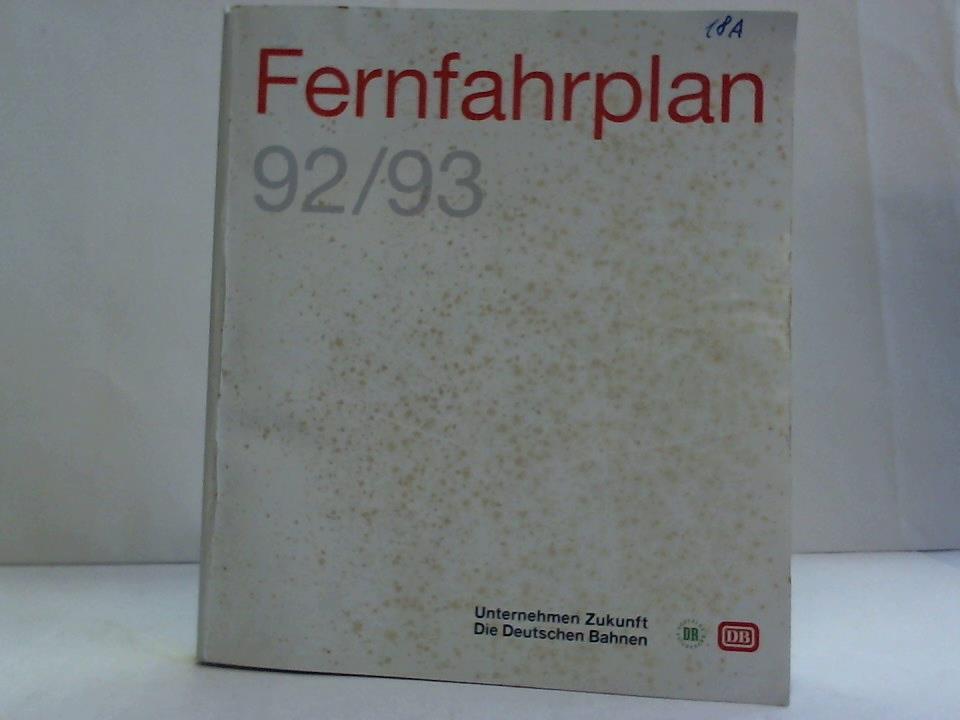 18A
Fernfahrplan
92/93
Unternehmen Zukunft
Die Deutschen Bahnen
DR
DB